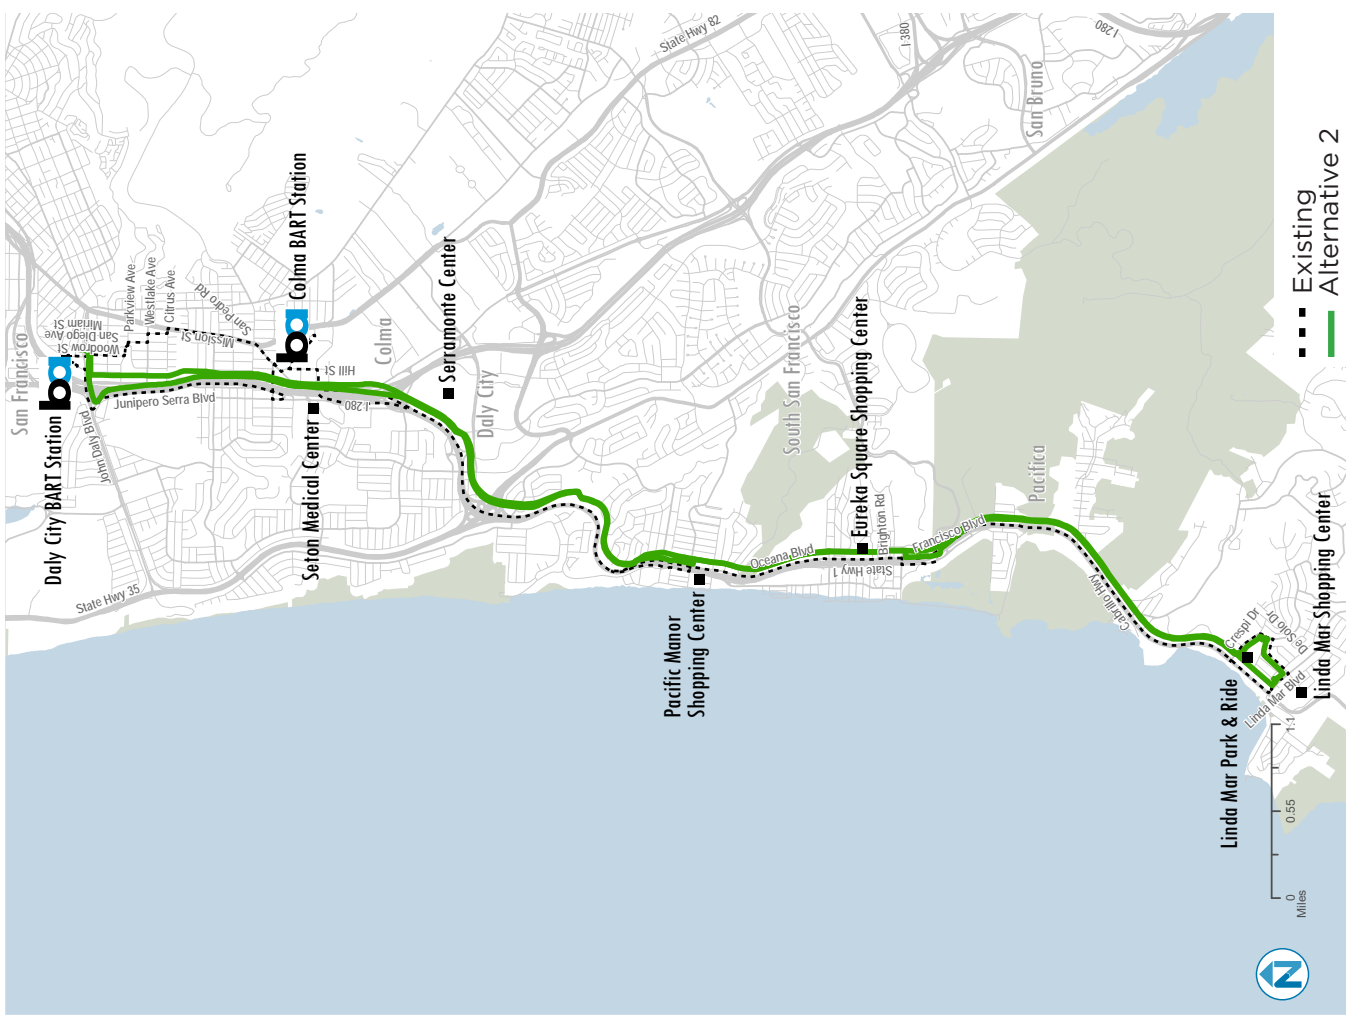 San Francisco
Daly City BART Station
ba
Woodrow St
San Diego Ave
Miriam St
Parkview Ave
Westlake Ave
Citrus Ave
San Pedro Rd
Mission St
Junipero Serra Blvd
John Daly Blvd
State Hwy 35
ba
Colma BART Station
Hill St
I 280
Seton Medical Center
Colma
Serramonte Center
Daly City
State Hwy 82
I 380
I 280
San Bruno
South San Francisco
Pacific Manor
Shopping Center
Oceana Blvd
Eureka Square Shopping Center
State Hwy 1
Brighton Rd
Francisco Blvd
Pacifica
Cabrillo Hwy
Crespi Dr
De Solo Dr
Linda Mar Blvd
Linda Mar Park & Ride
Linda Mar Shopping Center
Existing
Alternative 2
0 0.55 1.1
Miles
N